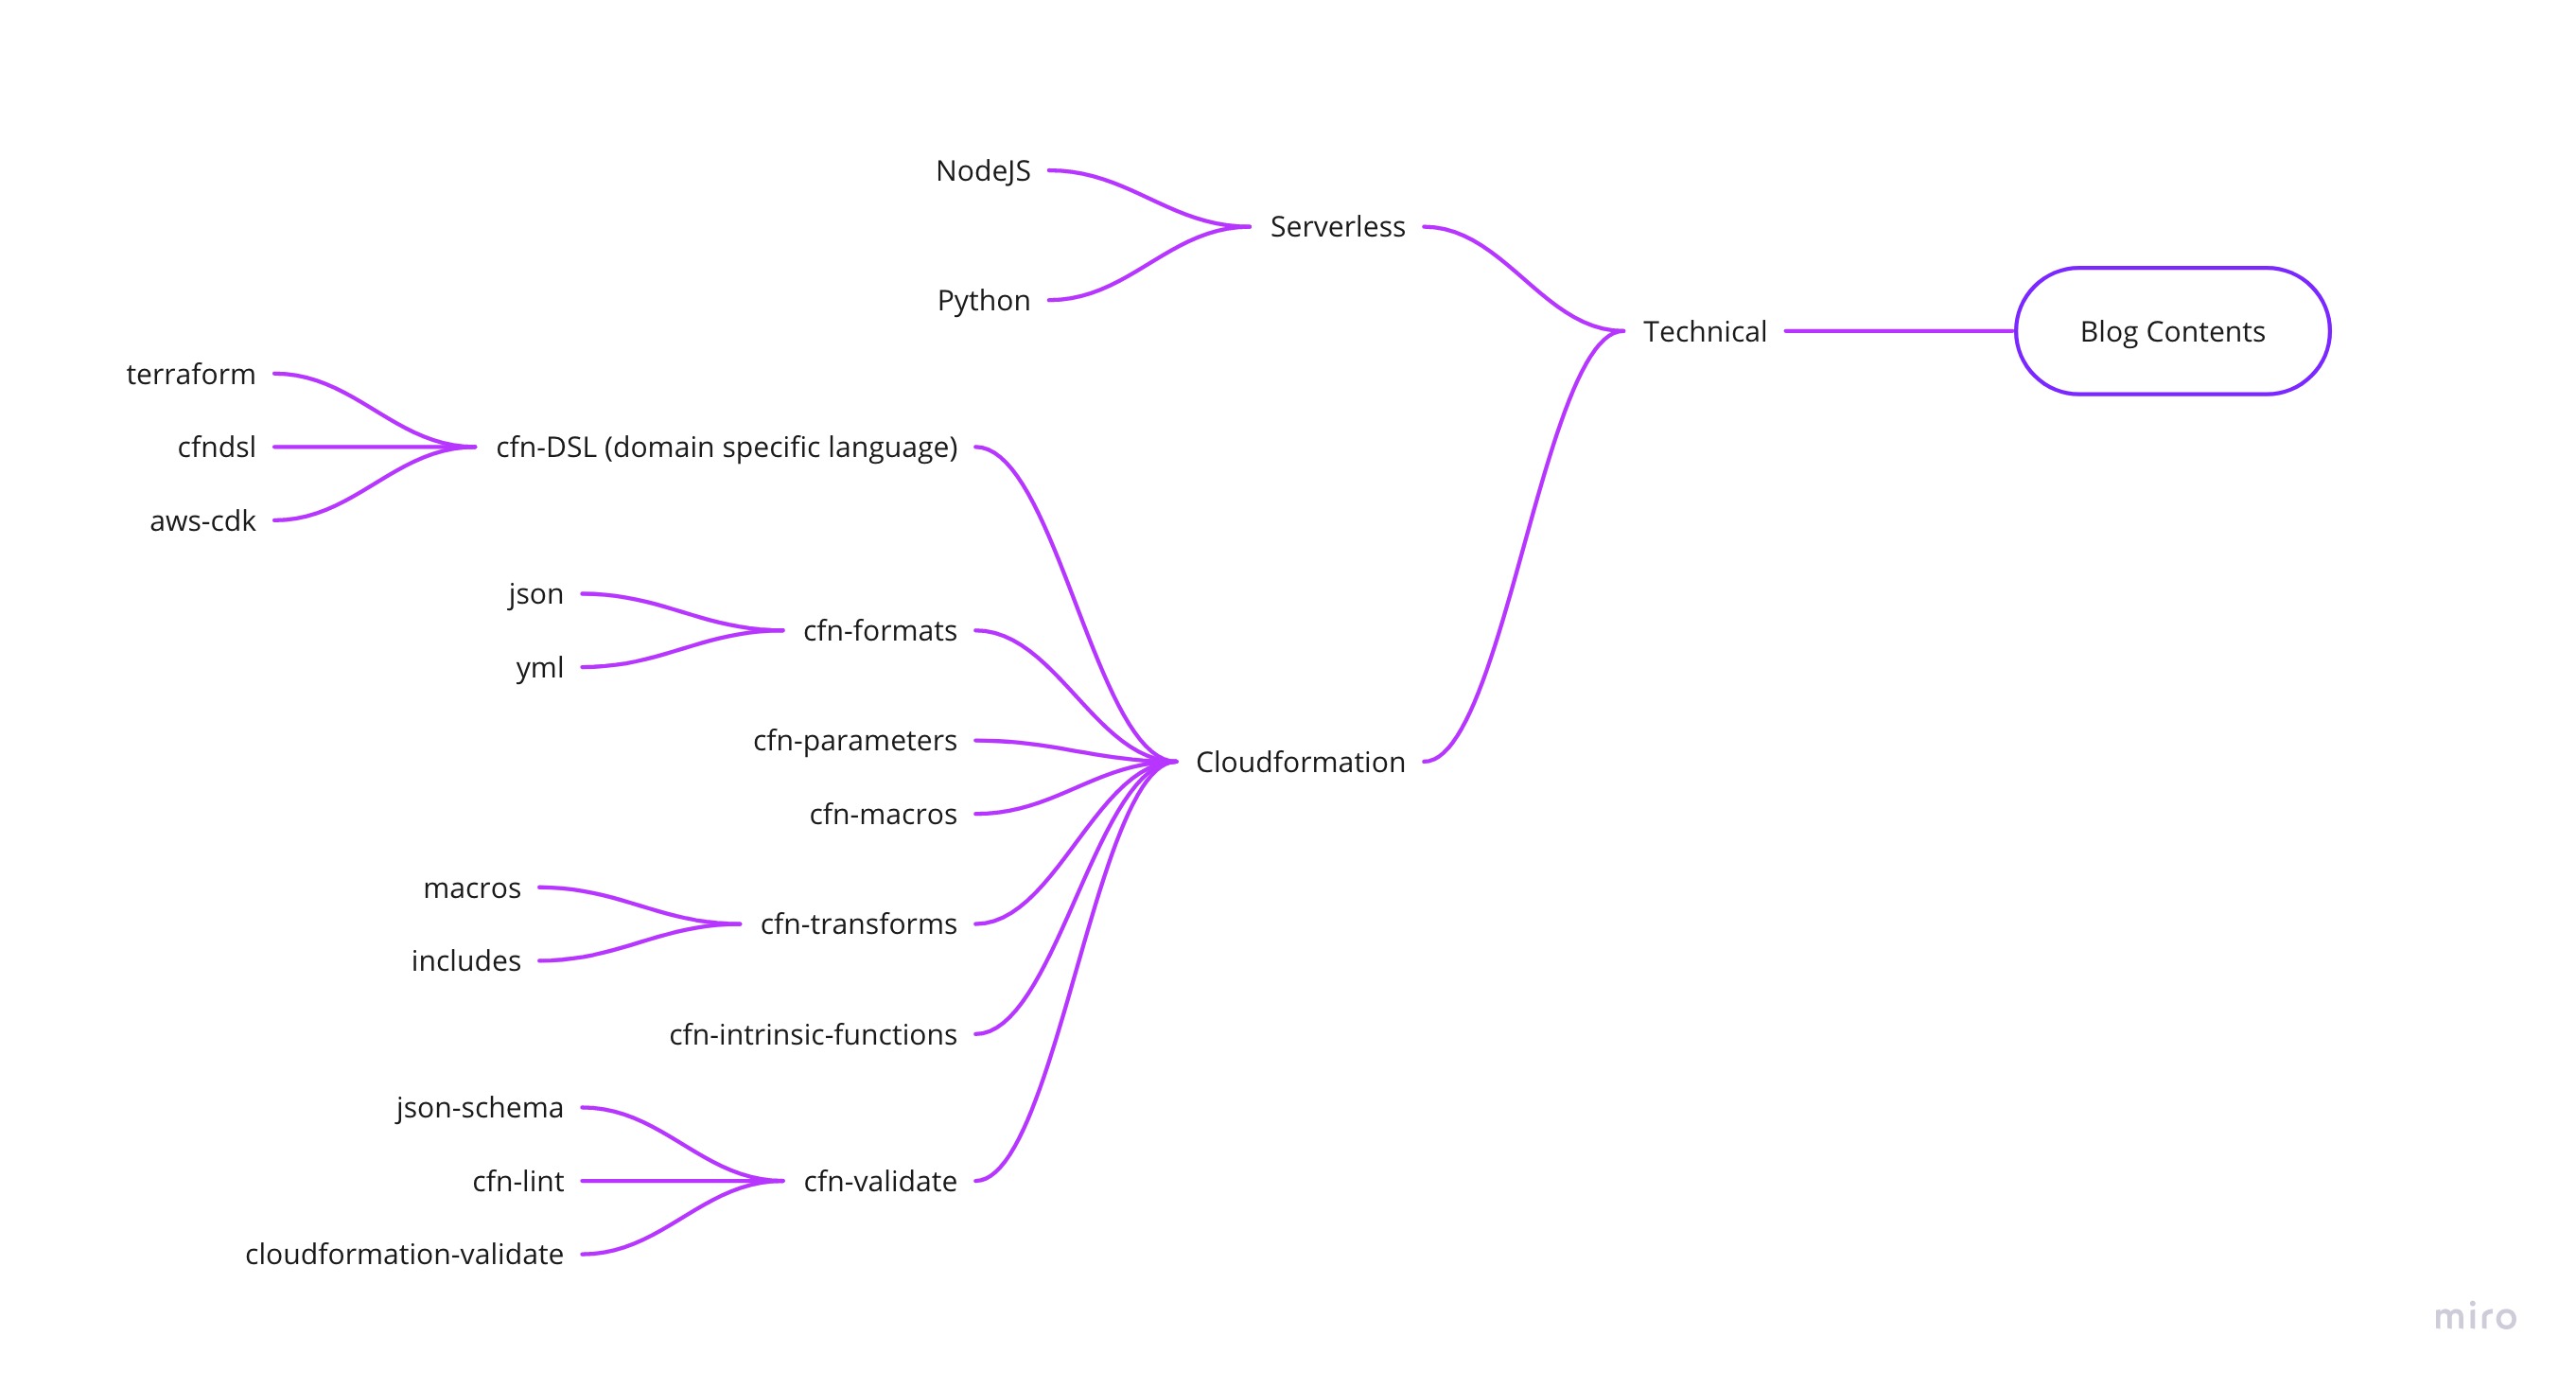 NodeJS
Serverless
Python
Technical
Blog Contents
terraform
cfndsl
cfn-DSL (domain specific language)
aws-cdk
json
cfn-formats
yml
cfn-parameters
Cloudformation
cfn-macros
macros
cfn-transforms
includes
cfn-intrinsic-functions
json-schema
cfn-lint
cfn-validate
cloudformation-validate
miro